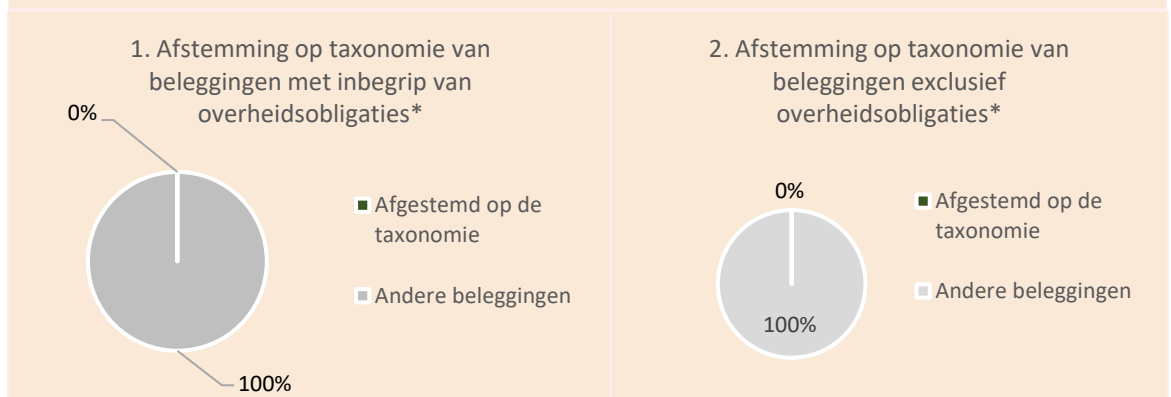 1. Afstemming op taxonomie van
beleggingen met inbegrip van
overheidsobligaties*
0%
Afgestemd op de
taxonomie
Andere beleggingen
100%
2. Afstemming op taxonomie van
beleggingen exclusief
overheidsobligaties*
0%
Afgestemd op de
taxonomie
Andere beleggingen
100%